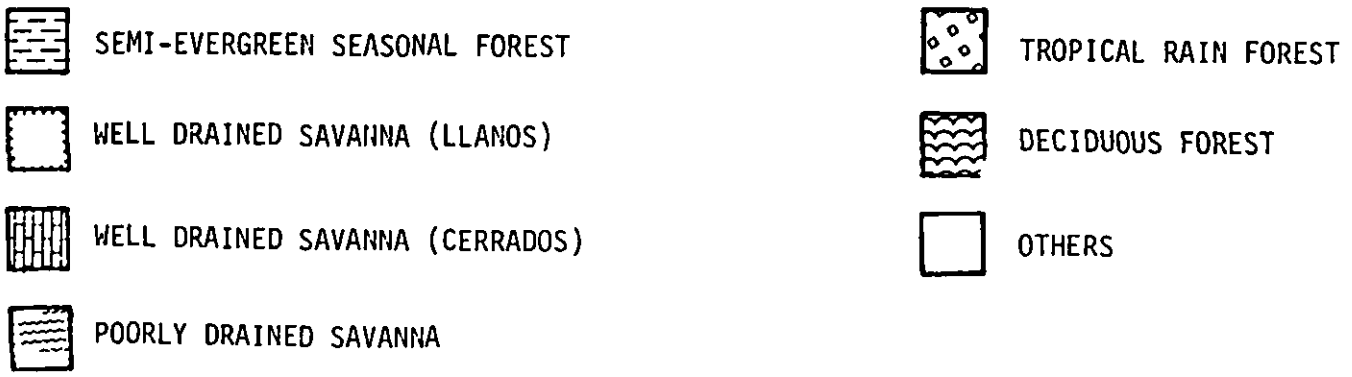 SEMI-EVERGREEN SEASONAL FOREST
WELL DRAINED SAVANNA (LLANOS)
WELL DRAINED SAVANNA (CERRADOS)
POORLY DRAINED SAVANNA
TROPICAL RAIN FOREST
DECIDUOUS FOREST
OTHERS